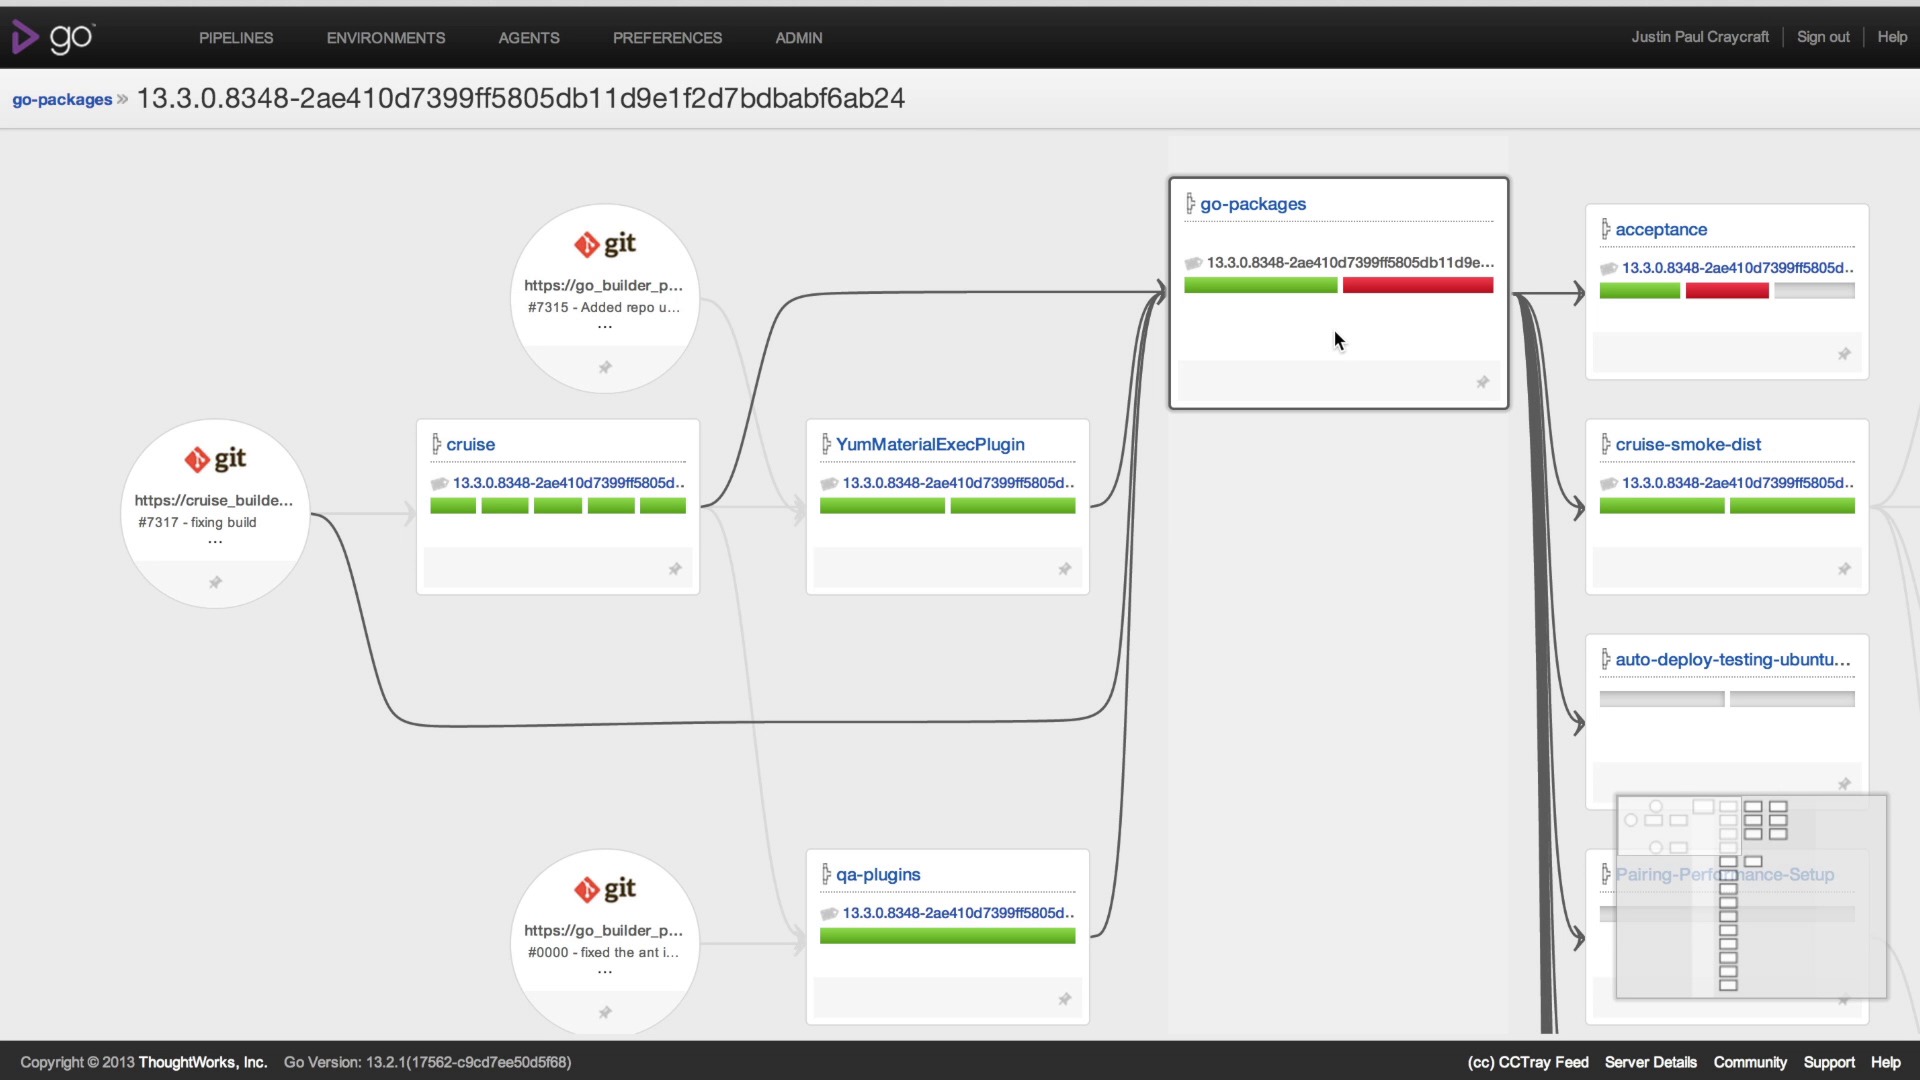 go™
PIPELINES
ENVIRONMENTS
AGENTS
PREFERENCES
ADMIN
Justin Paul Craycraft
Sign out
Help
go-packages » 13.3.0.8348-2ae410d7399ff5805db11d9e1f2d7bdbabf6ab24
git
https://cruise_builde...
#7317 - fixing build
...
git
https://go_builder_p...
#7315 - Added repo u...
...
cruise
13.3.0.8348-2ae410d7399ff5805d..
YumMaterialExecPlugin
13.3.0.8348-2ae410d7399ff5805d..
git
https://go_builder_p...
#0000 - fixed the ant i...
...
qa-plugins
13.3.0.8348-2ae410d7399ff5805d..
go-packages
13.3.0.8348-2ae410d7399ff5805db11d9e...
acceptance
13.3.0.8348-2ae410d7399ff5805d..
cruise-smoke-dist
13.3.0.8348-2ae410d7399ff5805d..
auto-deploy-testing-ubuntu...
Pairing-Performance-Setup
Copyright © 2013 ThoughtWorks, Inc. Go Version: 13.2.1(17562-c9cd7ee50d5f68)
(cc) CCTray Feed Server Details Community Support Help